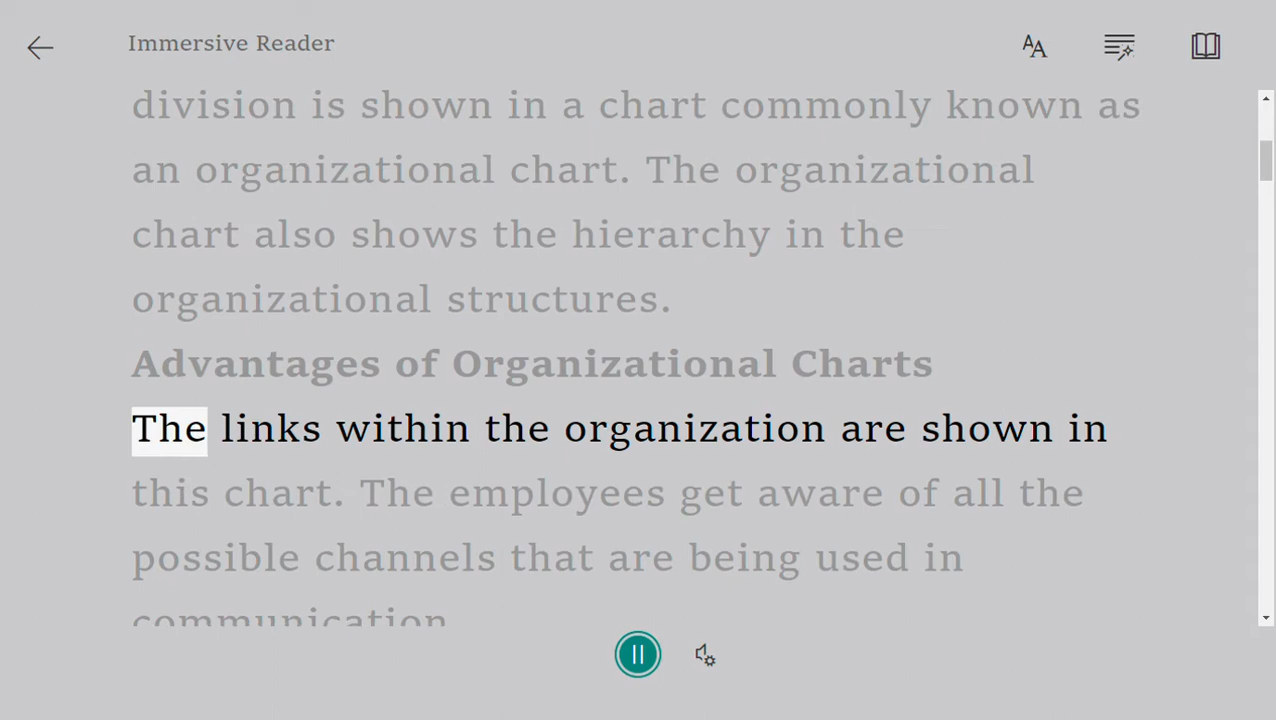 Immersive Reader
division is shown in a chart commonly known as
an organizational chart. The organizational
chart also shows the hierarchy in the
organizational structures.
Advantages of Organizational Charts
The links within the organization are shown in
this chart. The employees get aware of all the
possible channels that are being used in
communication